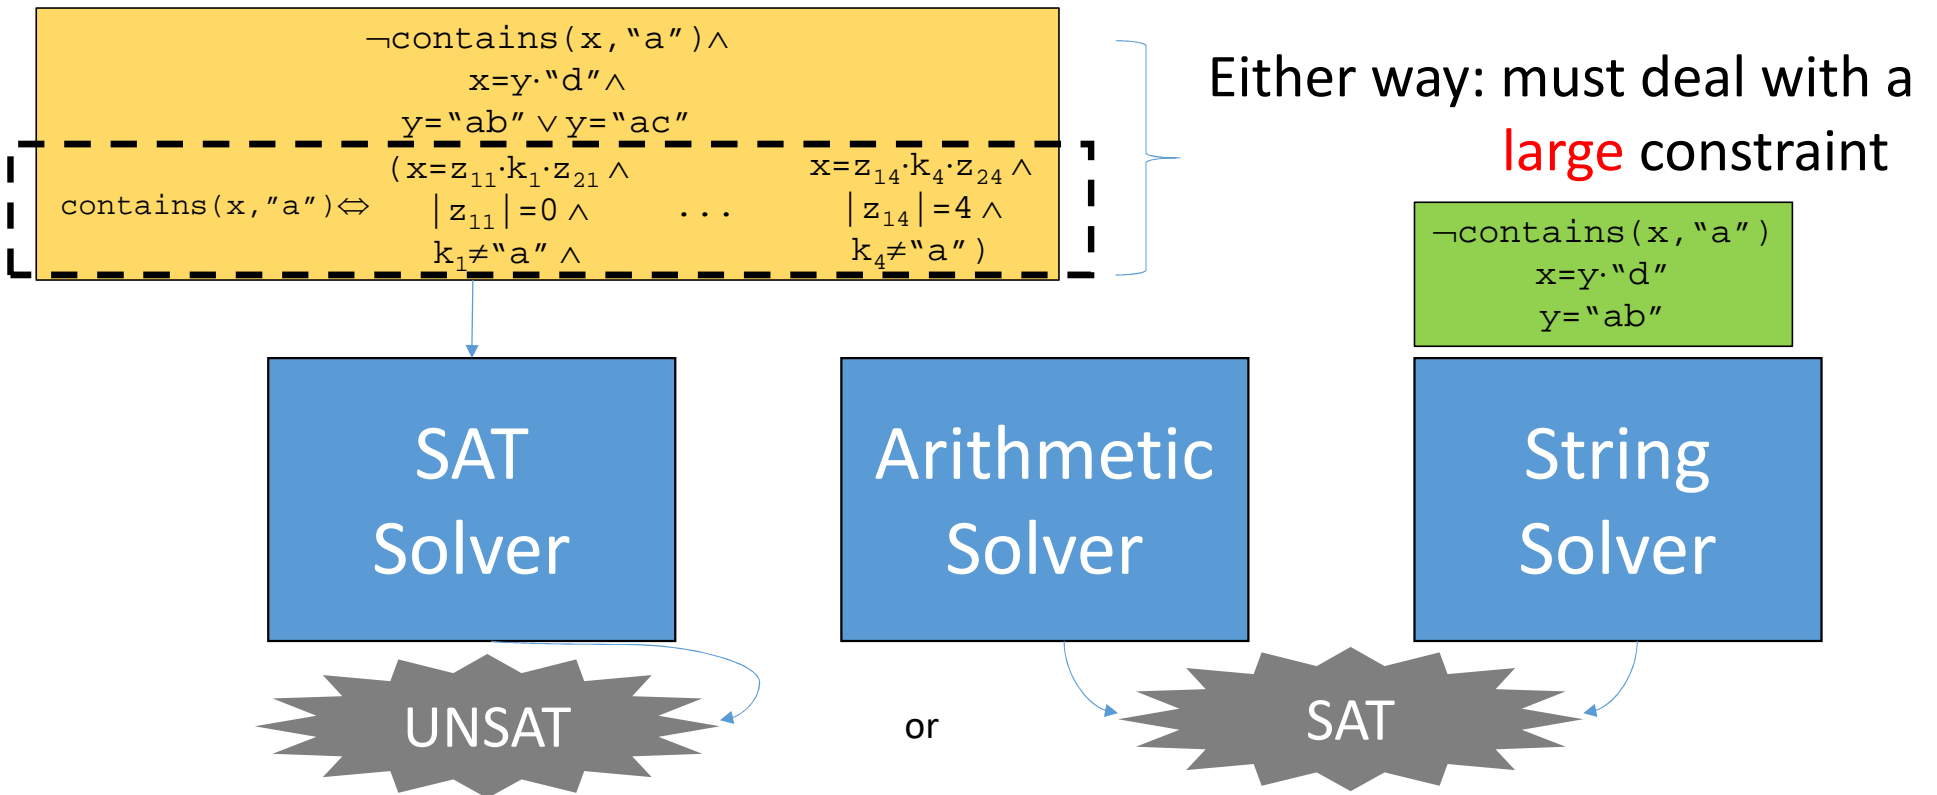 ¬contains(x,“a”)∧
x=y·“d”∧
y=“ab” ∨ y=“ac”
(x=z₁₁·k₁·z₂₁ ∧ x=z₁₄·k₄·z₂₄ ∧
contains(x,”a”)⇔ |z₁₁|=0 ∧ ... |z₁₄|=4 ∧
k₁≠“a” ∧ k₄≠“a”)
Either way: must deal with a
large constraint
¬contains(x,“a”)
x=y·“d”
y=“ab”
SAT
Solver
Arithmetic
Solver
String
Solver
UNSAT
or
SAT